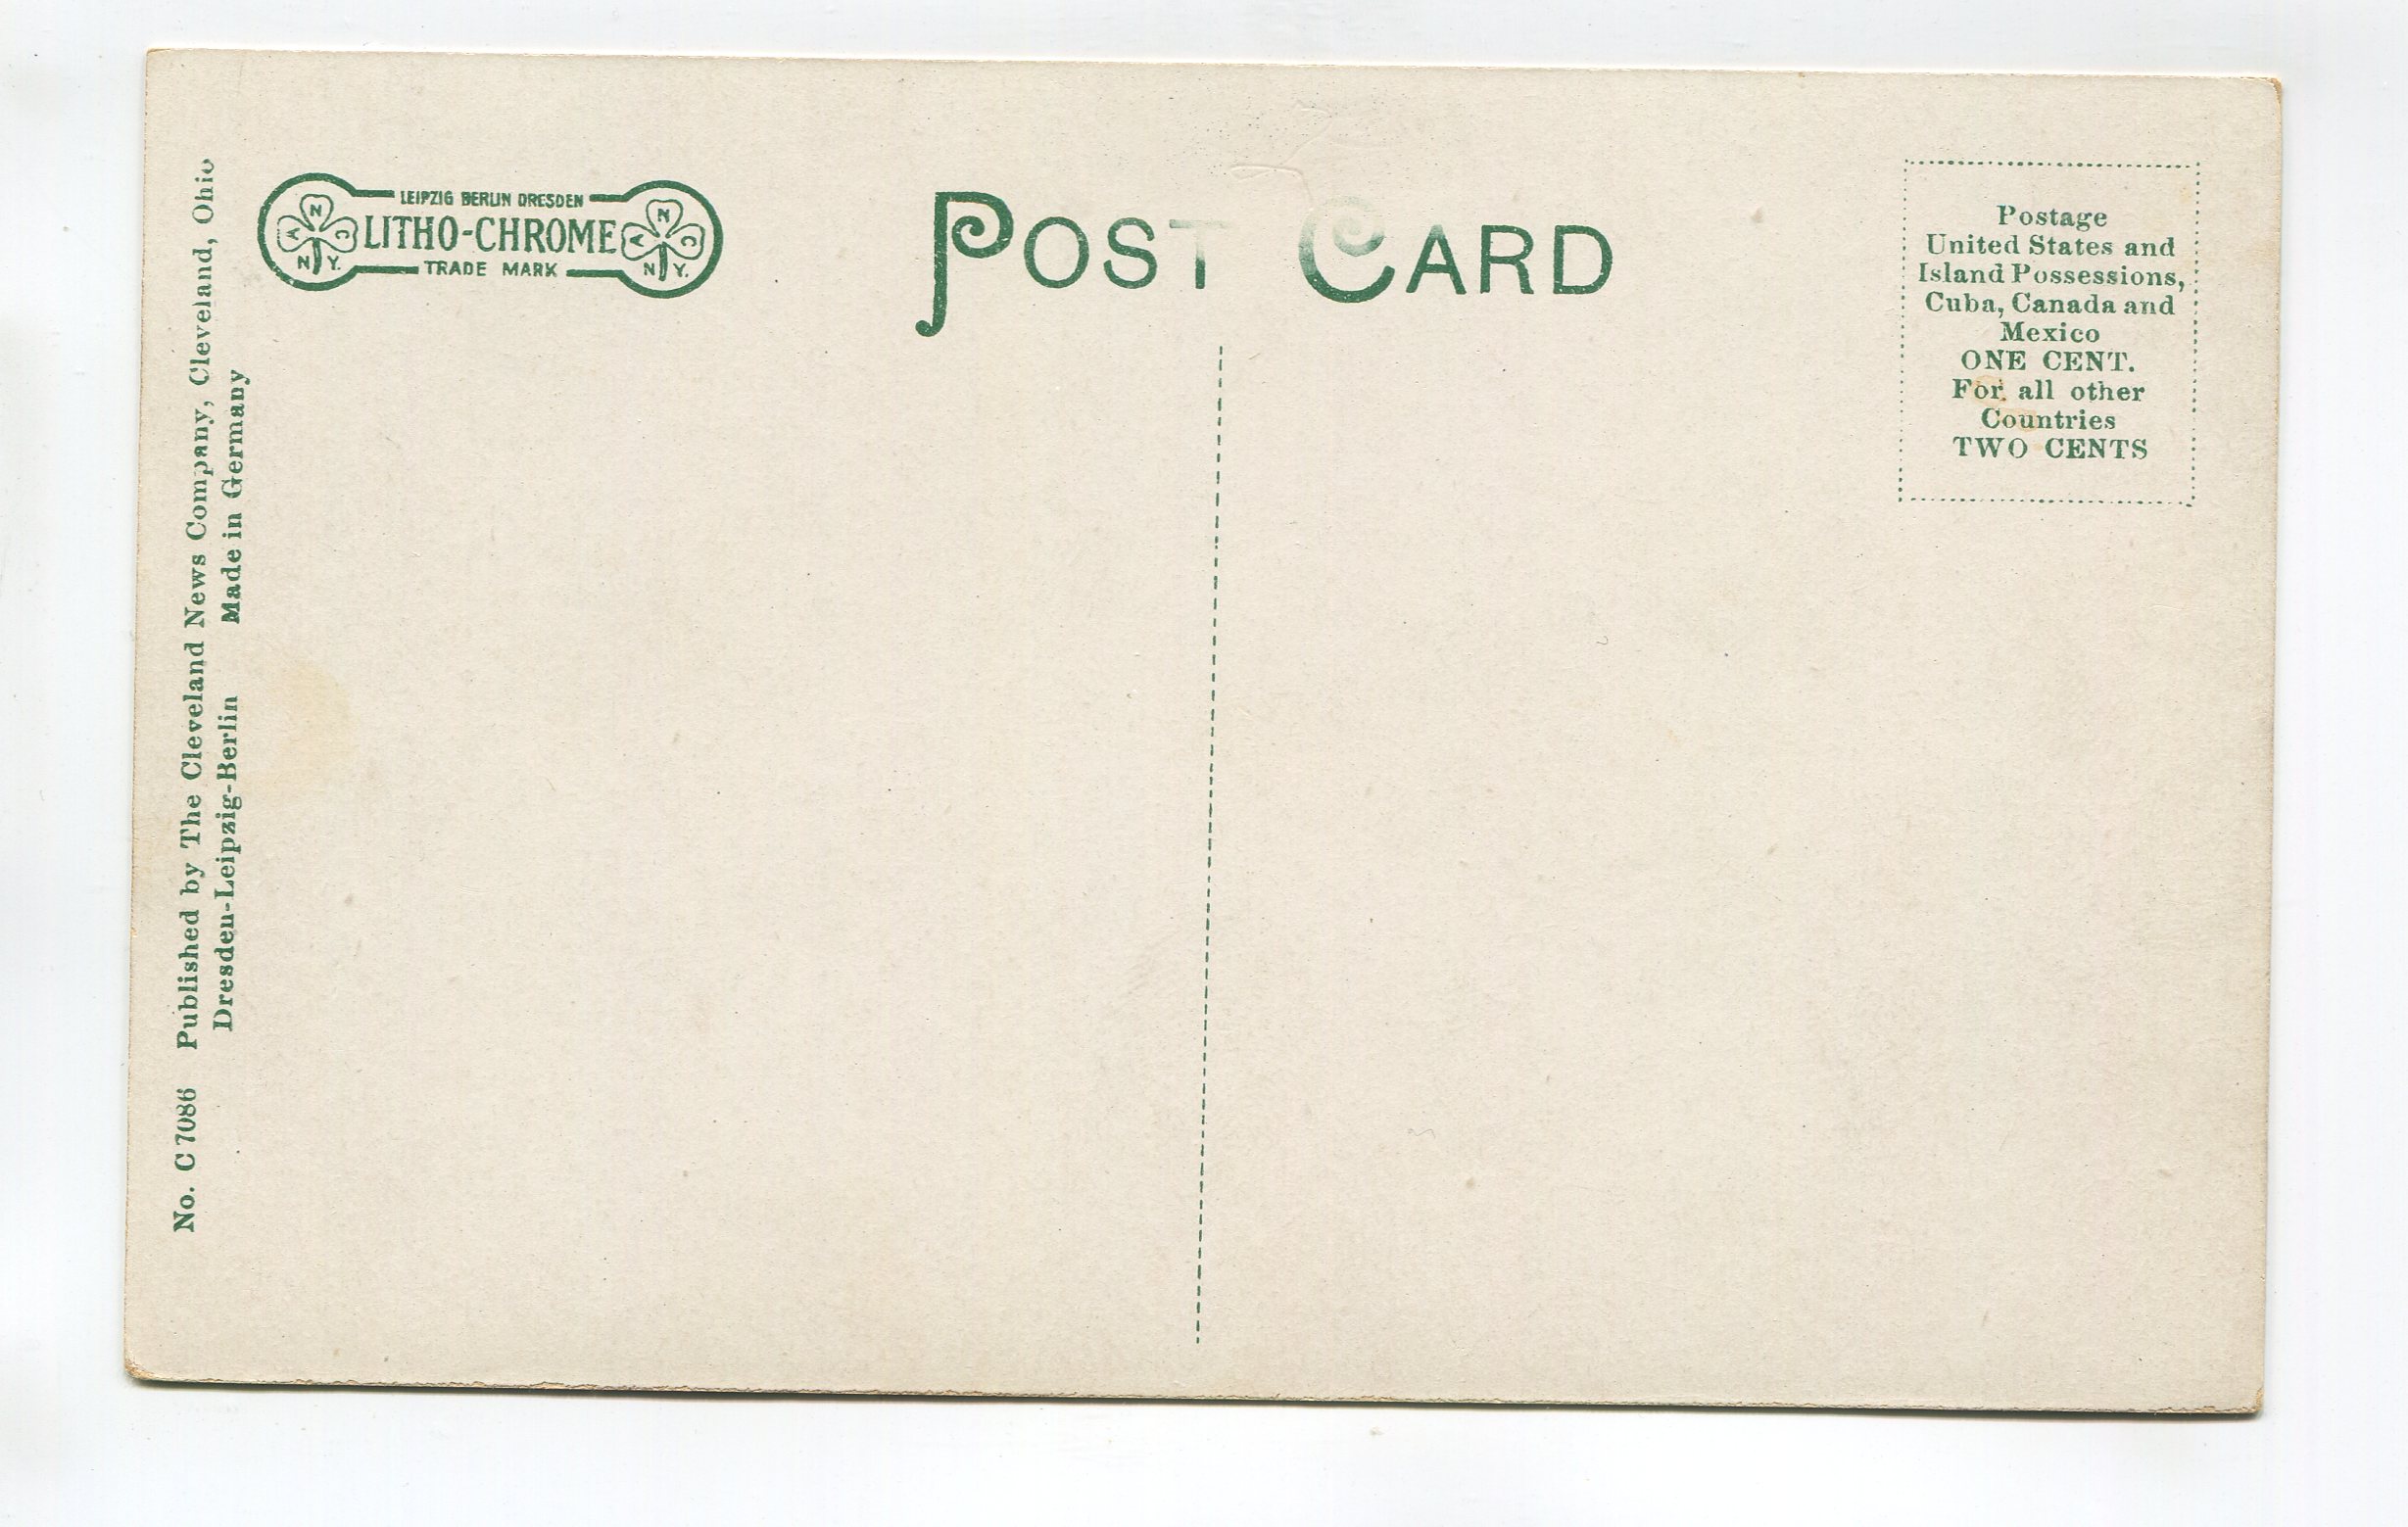 No. C 7086 Published by The Cleveland News Company, Cleveland, Ohio
Dresden-Leipzig-Berlin Made in Germany
LEIPZIG BERLIN DRESDEN
A N C LITHO-CHROME A N C
N Y. TRADE MARK N Y.
POST CARD
Postage
United States and
Island Possessions,
Cuba, Canada and
Mexico
ONE CENT.
For all other
Countries
TWO CENTS